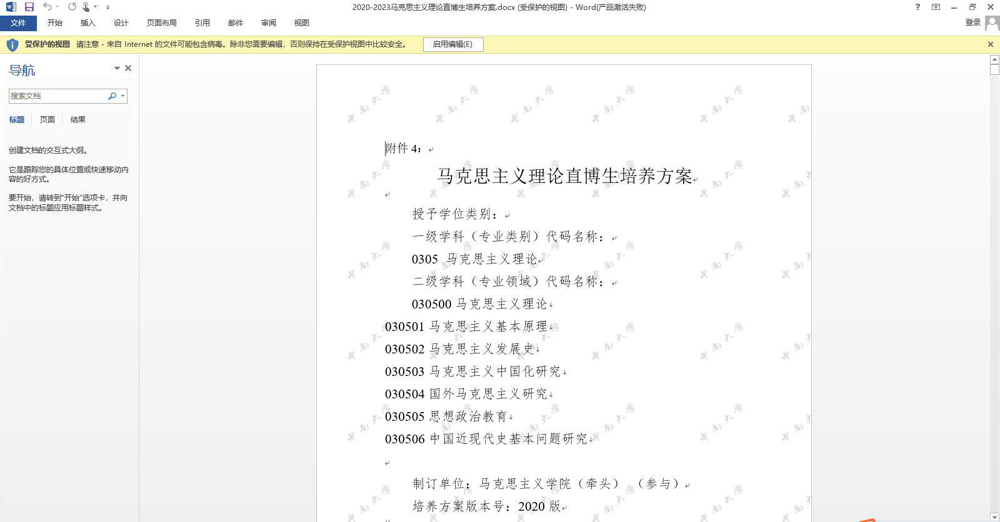 2020-2023马克思主义理论直博生培养方案.docx (受保护的视图) - Word(产品激活失败)
文件 开始 插入 设计 页面布局 引用 邮件 审阅 视图 登录
受保护的视图 请注意 - 来自 Internet 的文件可能包含病毒。除非您需要编辑，否则保持在受保护视图中比较安全。 启用编辑(E)
导航
搜索文档
标题 页面 结果
创建文档的交互式大纲。
它是跟踪您的具体位置或快速移动内
容的好方式。
要开始，请转到"开始"选项卡，并向
文档中的标题应用标题样式。
附件 4：
马克思主义理论直博生培养方案
授予学位类别：
一级学科（专业类别）代码名称：
0305 马克思主义理论
二级学科（专业领域）代码名称：
030500 马克思主义理论
030501 马克思主义基本原理
030502 马克思主义发展史
030503 马克思主义中国化研究
030504 国外马克思主义研究
030505 思想政治教育
030506 中国近现代史基本问题研究
制订单位：马克思主义学院（牵头） （参与）
培养方案版本号：2020 版